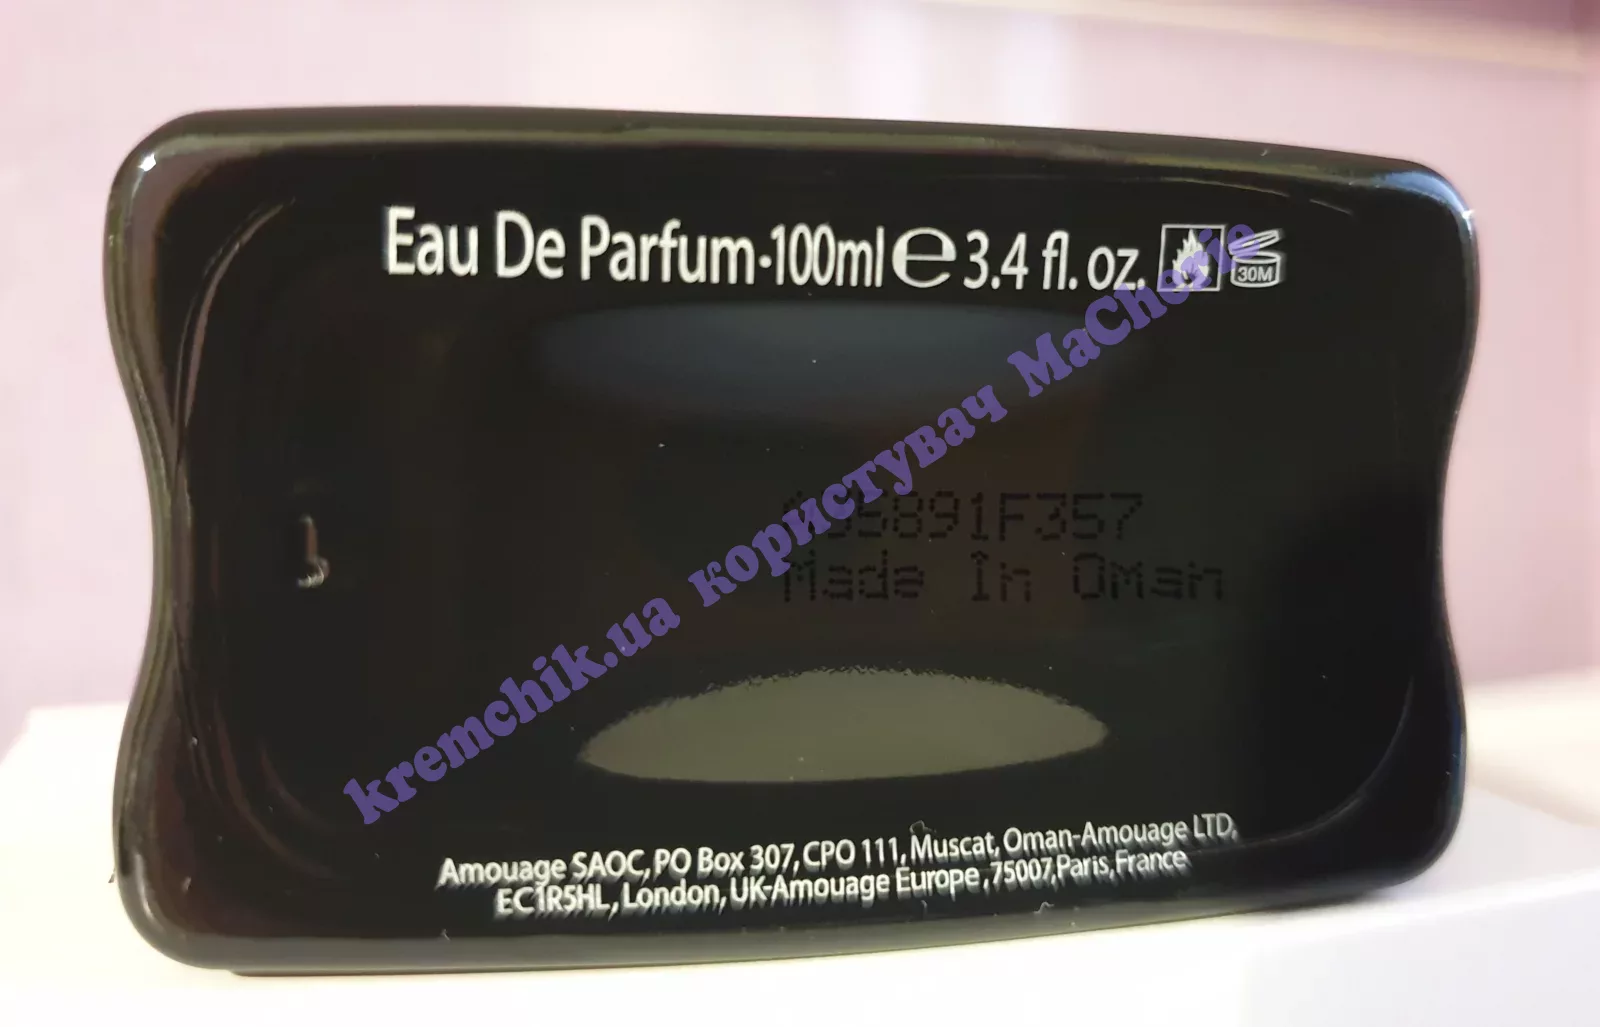 Eau De Parfum·100ml ℮ 3.4 fl. oz.
30M
kremchik.ua користувач MaCherie
Made In Oman
Amouage SAOC, PO Box 307, CPO 111, Muscat, Oman-Amouage LTD,
EC1R5HL, London, UK-Amouage Europe, 75007, Paris, France